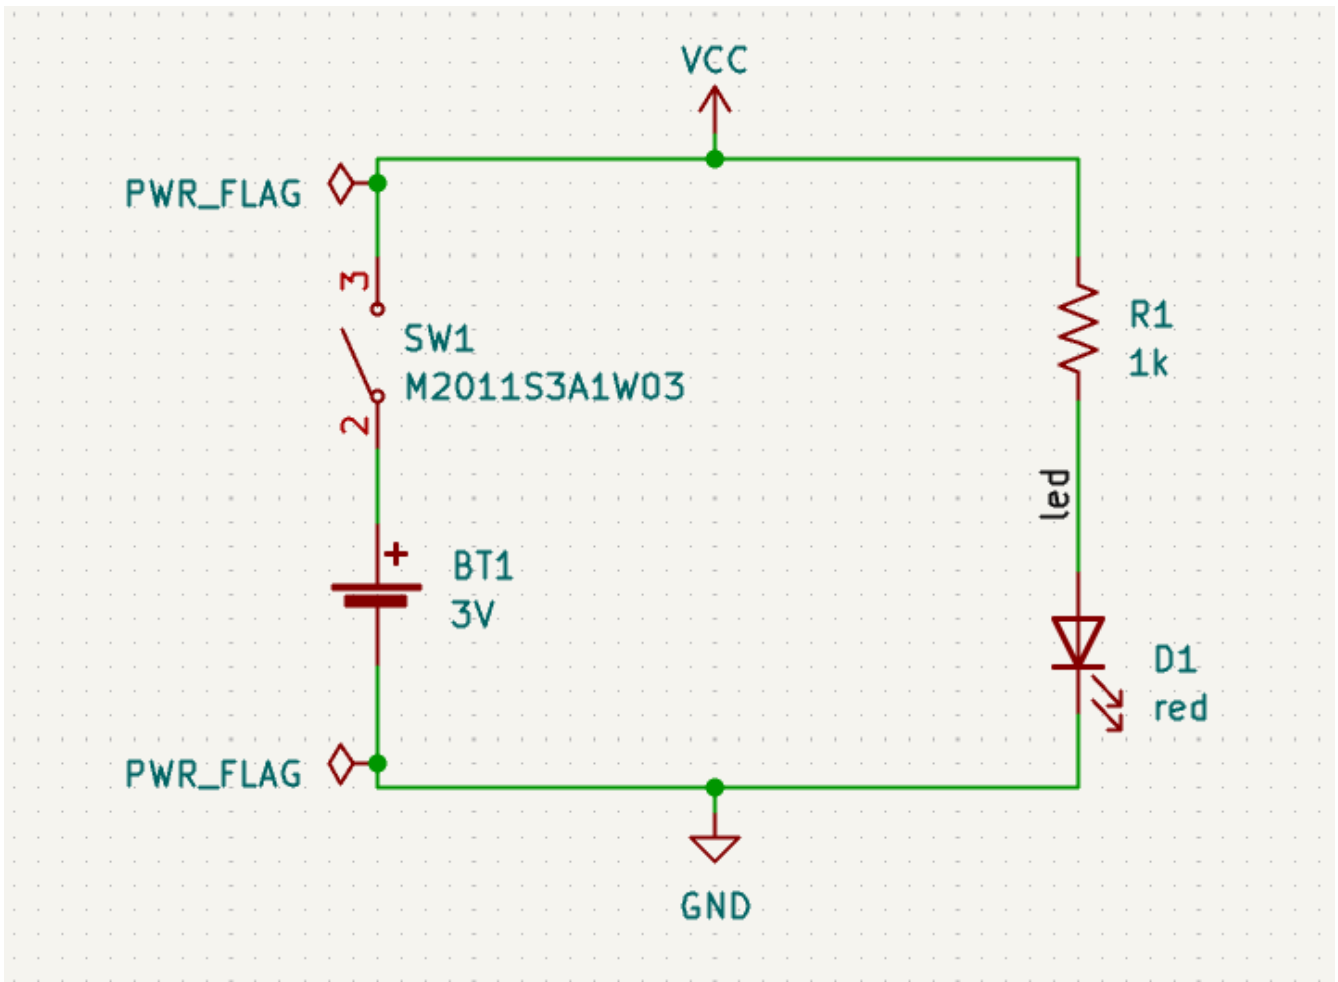 VCC
PWR_FLAG
3
SW1
M2011S3A1W03
2
R1
1k
led
+
BT1
3V
D1
red
PWR_FLAG
GND